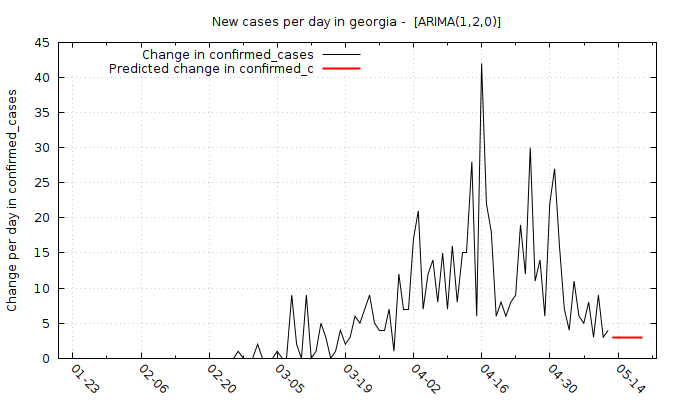 New cases per day in georgia -  [ARIMA(1,2,0)]
Change in confirmed_cases
Predicted change in confirmed_c
Change per day in confirmed_cases
45
40
35
30
25
20
15
10
5
0
01-23 02-06 02-20 03-05 03-19 04-02 04-16 04-30 05-14